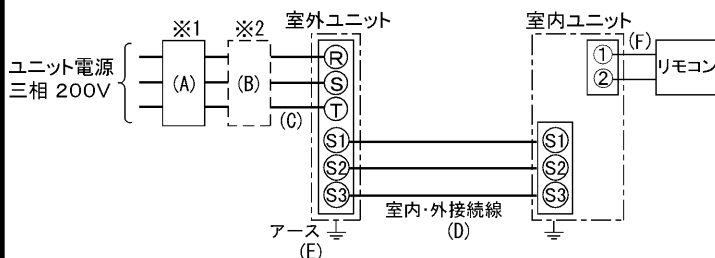 ※1
※2
室外ユニット
室内ユニット
ユニット電源
三相 200V
(A)
(B)
(C)
R
S
T
S1
S2
S3
室内・外接続線
(D)
アース
(E)
①
②
(F)
リモコン
S1
S2
S3